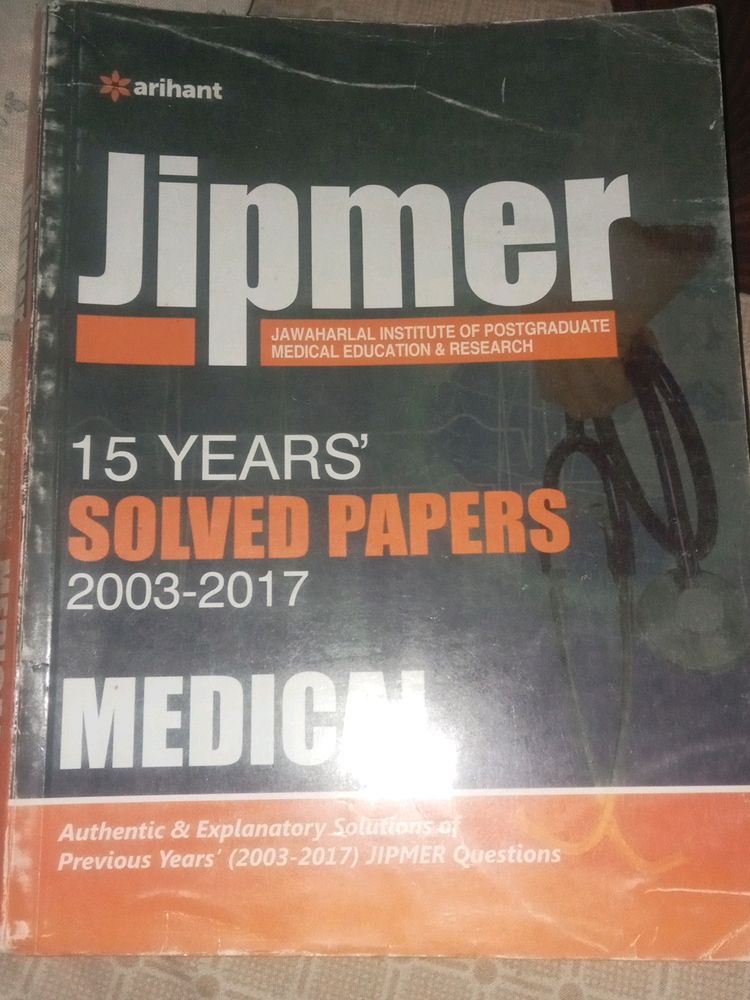 arihant
Jipmer
JAWAHARLAL INSTITUTE OF POSTGRADUATE
MEDICAL EDUCATION & RESEARCH
15 YEARS'
SOLVED PAPERS
2003-2017
MEDICAL
Authentic & Explanatory Solutions of
Previous Years' (2003-2017) JIPMER Questions